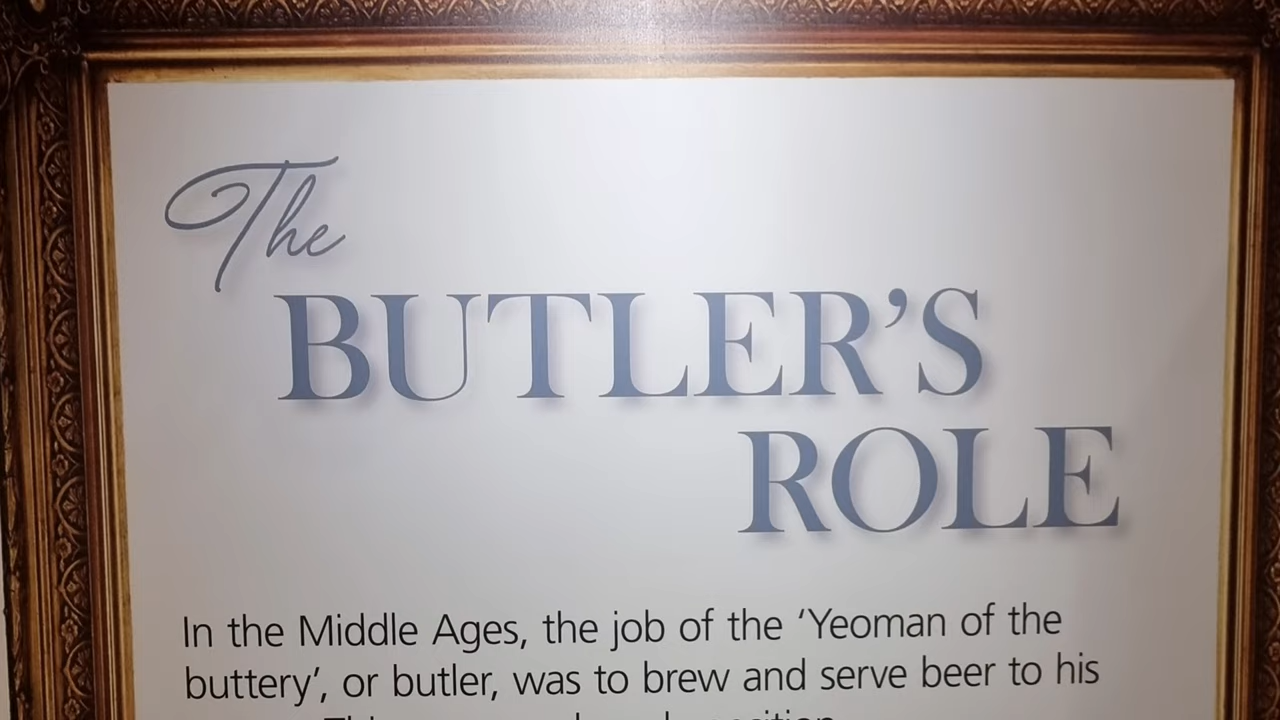 The
BUTLER'S
ROLE
In the Middle Ages, the job of the ‘Yeoman of the
buttery’, or butler, was to brew and serve beer to his